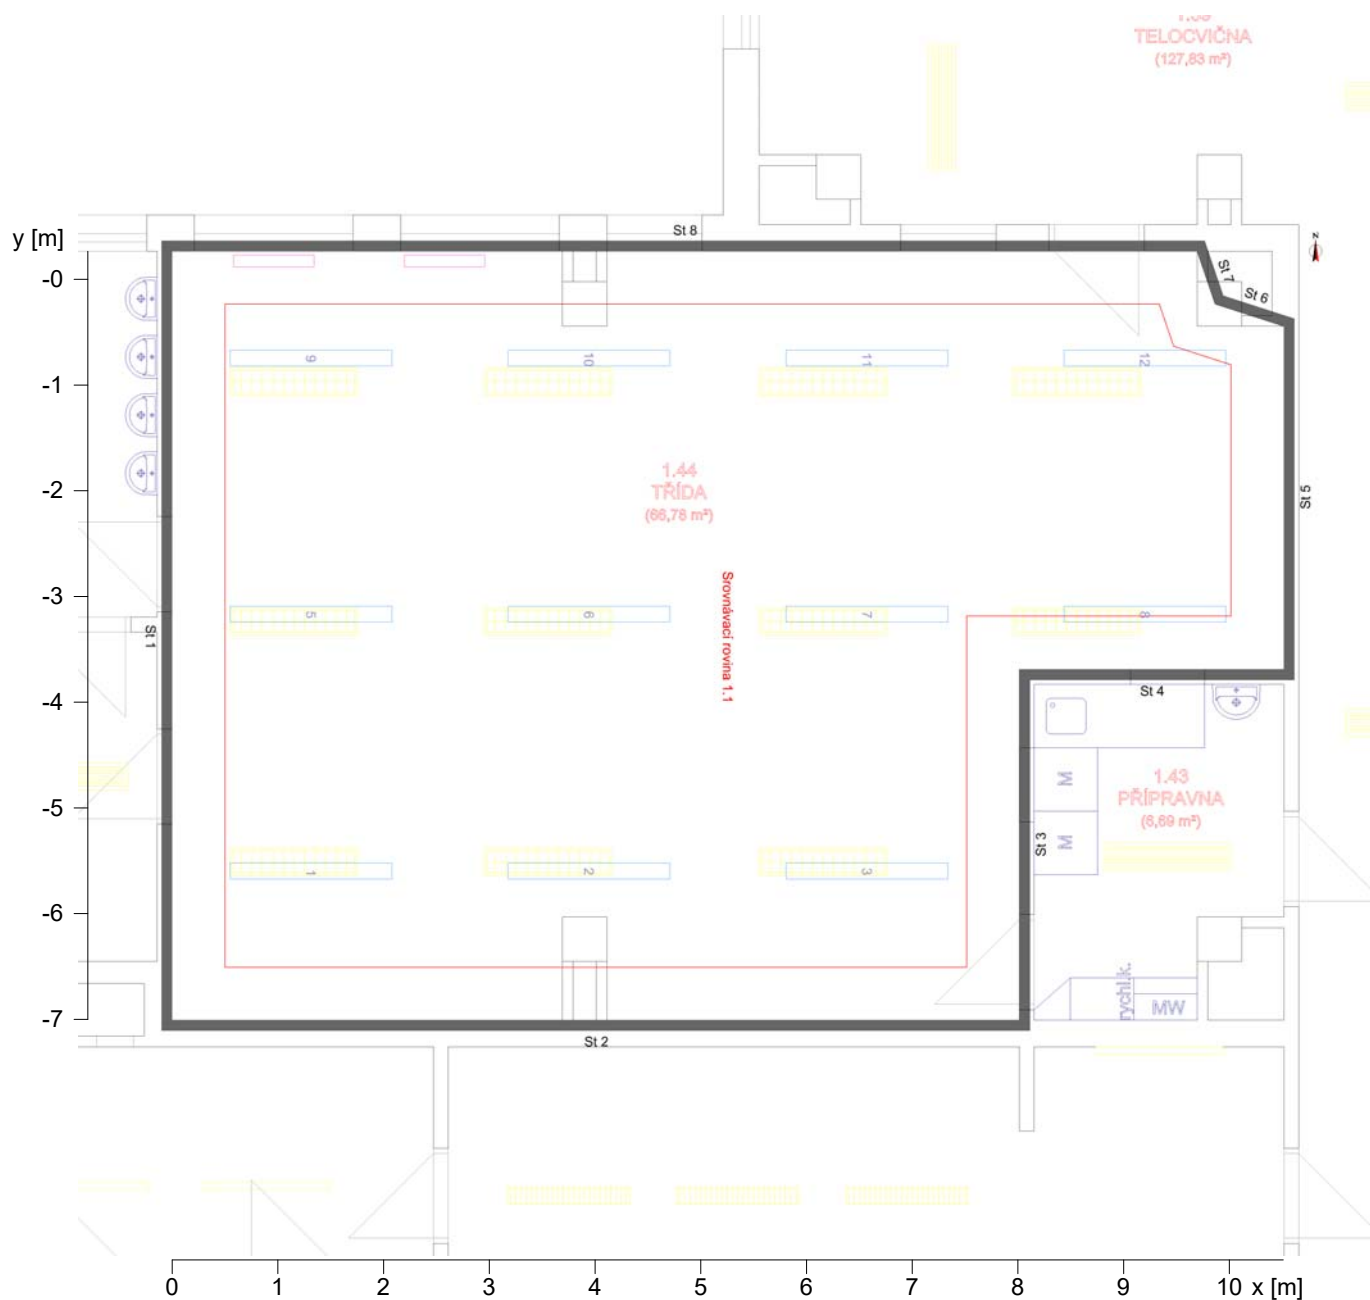 TELOCVIČNA
(127,83 m²)
St 8
y [m]
N
St 7
St 6
-0
9
10
11
12
-1
1.44
TŘÍDA
(66,78 m²)
-2
St 5
Srovnávací rovina 1.1
-3
5
6
7
8
St 1
-4
St 4
M
1.43
PŘÍPRAVNA
(6,69 m²)
-5
M
St 3
1
2
3
-6
rychl.k.
MW
-7
St 2
0 1 2 3 4 5 6 7 8 9 10 x [m]